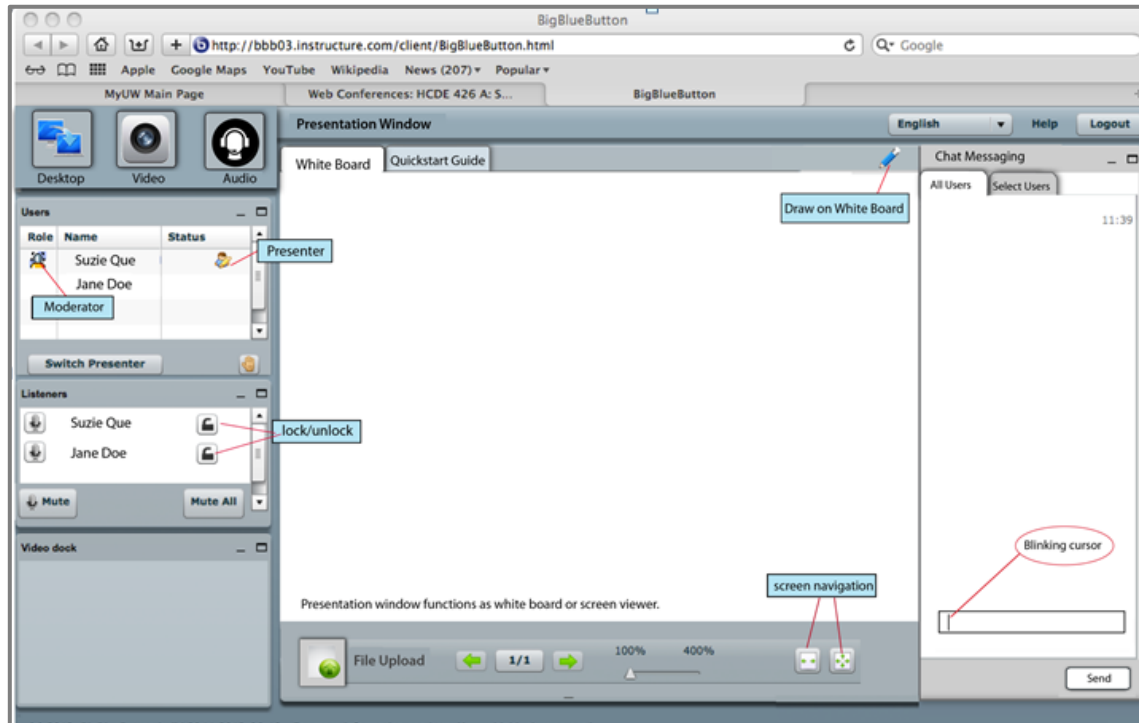 BigBlueButton
http://bbb03.instructure.com/client/BigBlueButton.html
Google
Apple Google Maps YouTube Wikipedia News (207) Popular
MyUW Main Page
Web Conferences: HCDE 426 A: S...
BigBlueButton
Desktop Video Audio
Presentation Window
English
Help
Logout
White Board
Quickstart Guide
Draw on White Board
Chat Messaging
All Users
Select Users
11:39
Users
Role Name Status
Suzie Que
Presenter
Jane Doe
Moderator
Switch Presenter
Listeners
Suzie Que
lock/unlock
Jane Doe
Mute
Mute All
Video dock
Presentation window functions as white board or screen viewer.
screen navigation
Blinking cursor
File Upload
1/1
100% 400%
Send